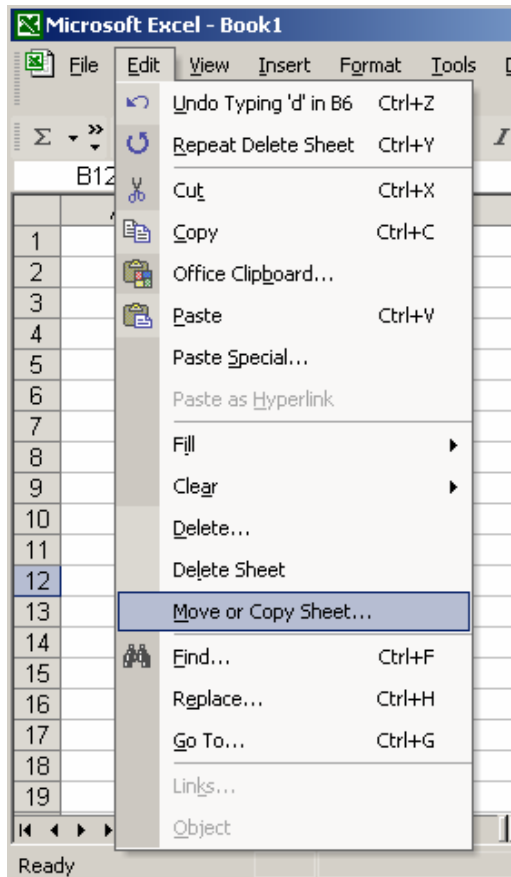 Microsoft Excel - Book1
File Edit View Insert Format Tools
Undo Typing 'd' in B6 Ctrl+Z
Repeat Delete Sheet Ctrl+Y
Σ
I
B12
Cut Ctrl+X
Copy Ctrl+C
Office Clipboard...
Paste Ctrl+V
Paste Special...
Paste as Hyperlink
Fill
Clear
Delete...
Delete Sheet
Move or Copy Sheet...
Find... Ctrl+F
Replace... Ctrl+H
Go To... Ctrl+G
Links...
Object
1
2
3
4
5
6
7
8
9
10
11
12
13
14
15
16
17
18
19
Ready